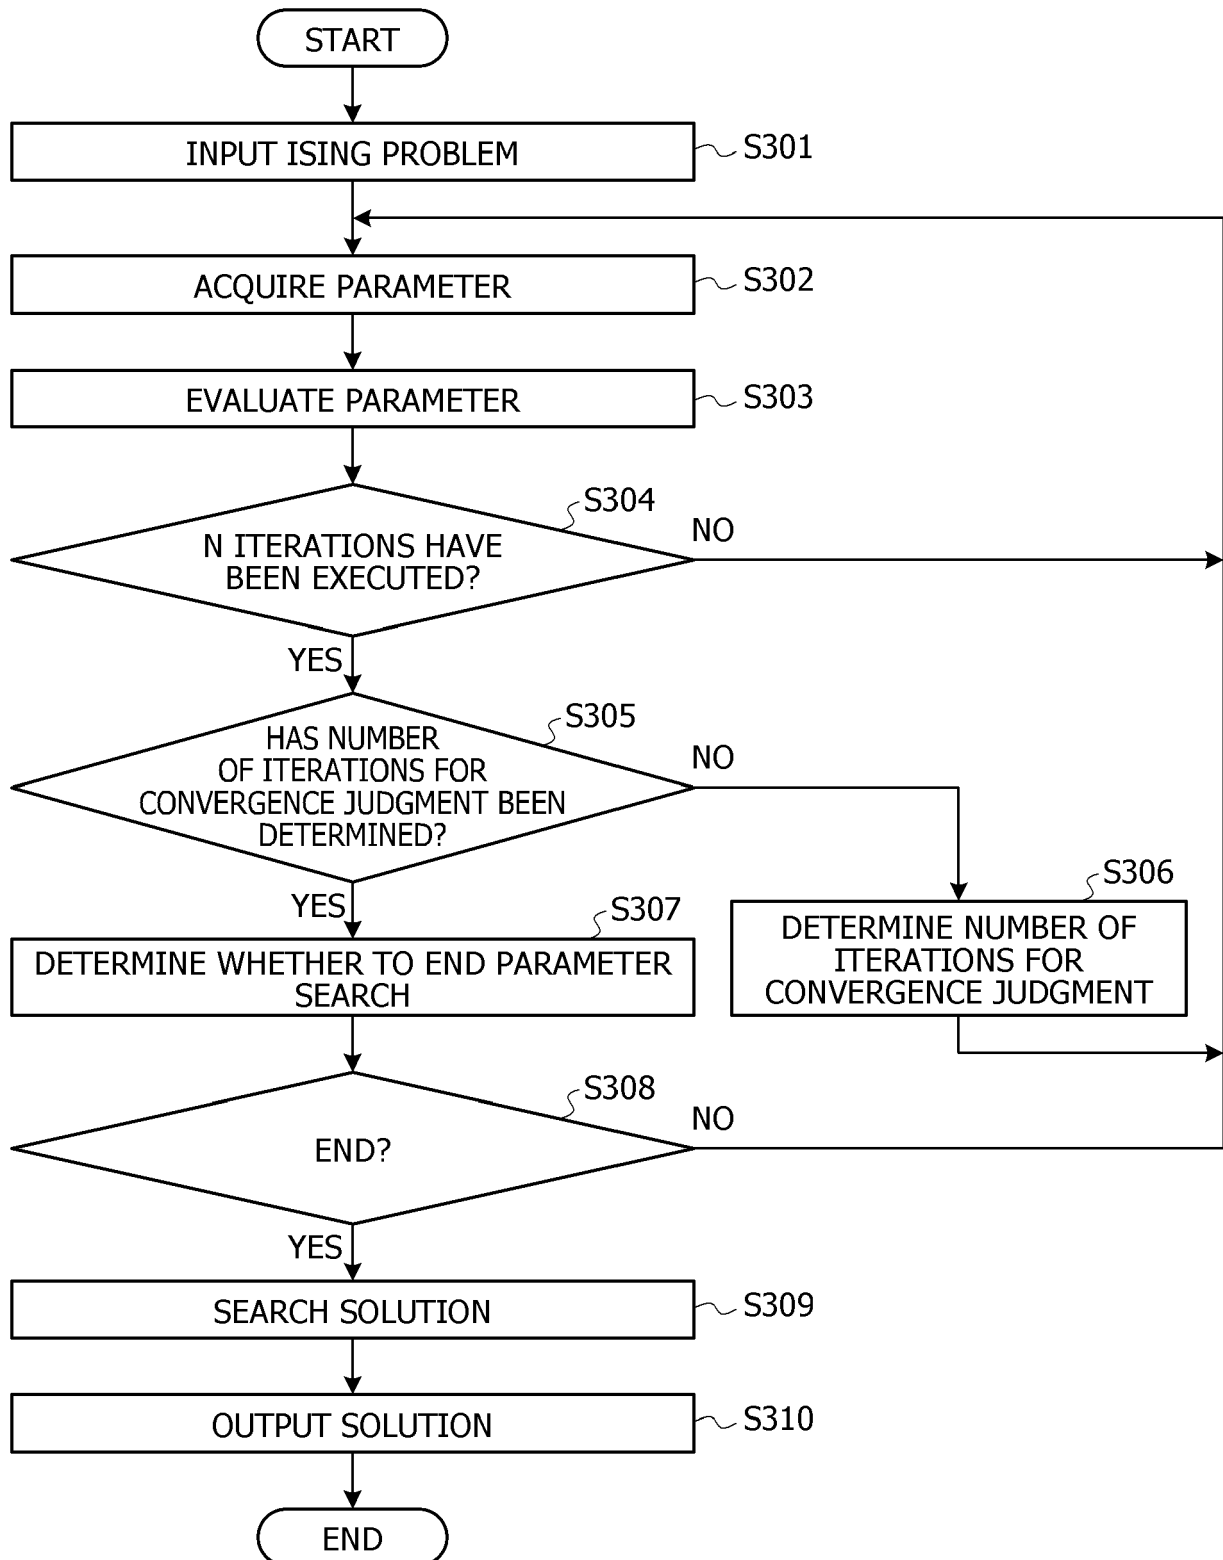 START
INPUT ISING PROBLEM
S301
ACQUIRE PARAMETER
S302
EVALUATE PARAMETER
S303
S304
N ITERATIONS HAVE
BEEN EXECUTED?
NO
YES
S305
HAS NUMBER
OF ITERATIONS FOR
CONVERGENCE JUDGMENT BEEN
DETERMINED?
NO
YES
S306
DETERMINE NUMBER OF
ITERATIONS FOR
CONVERGENCE JUDGMENT
S307
DETERMINE WHETHER TO END PARAMETER
SEARCH
S308
END?
NO
YES
SEARCH SOLUTION
S309
OUTPUT SOLUTION
S310
END